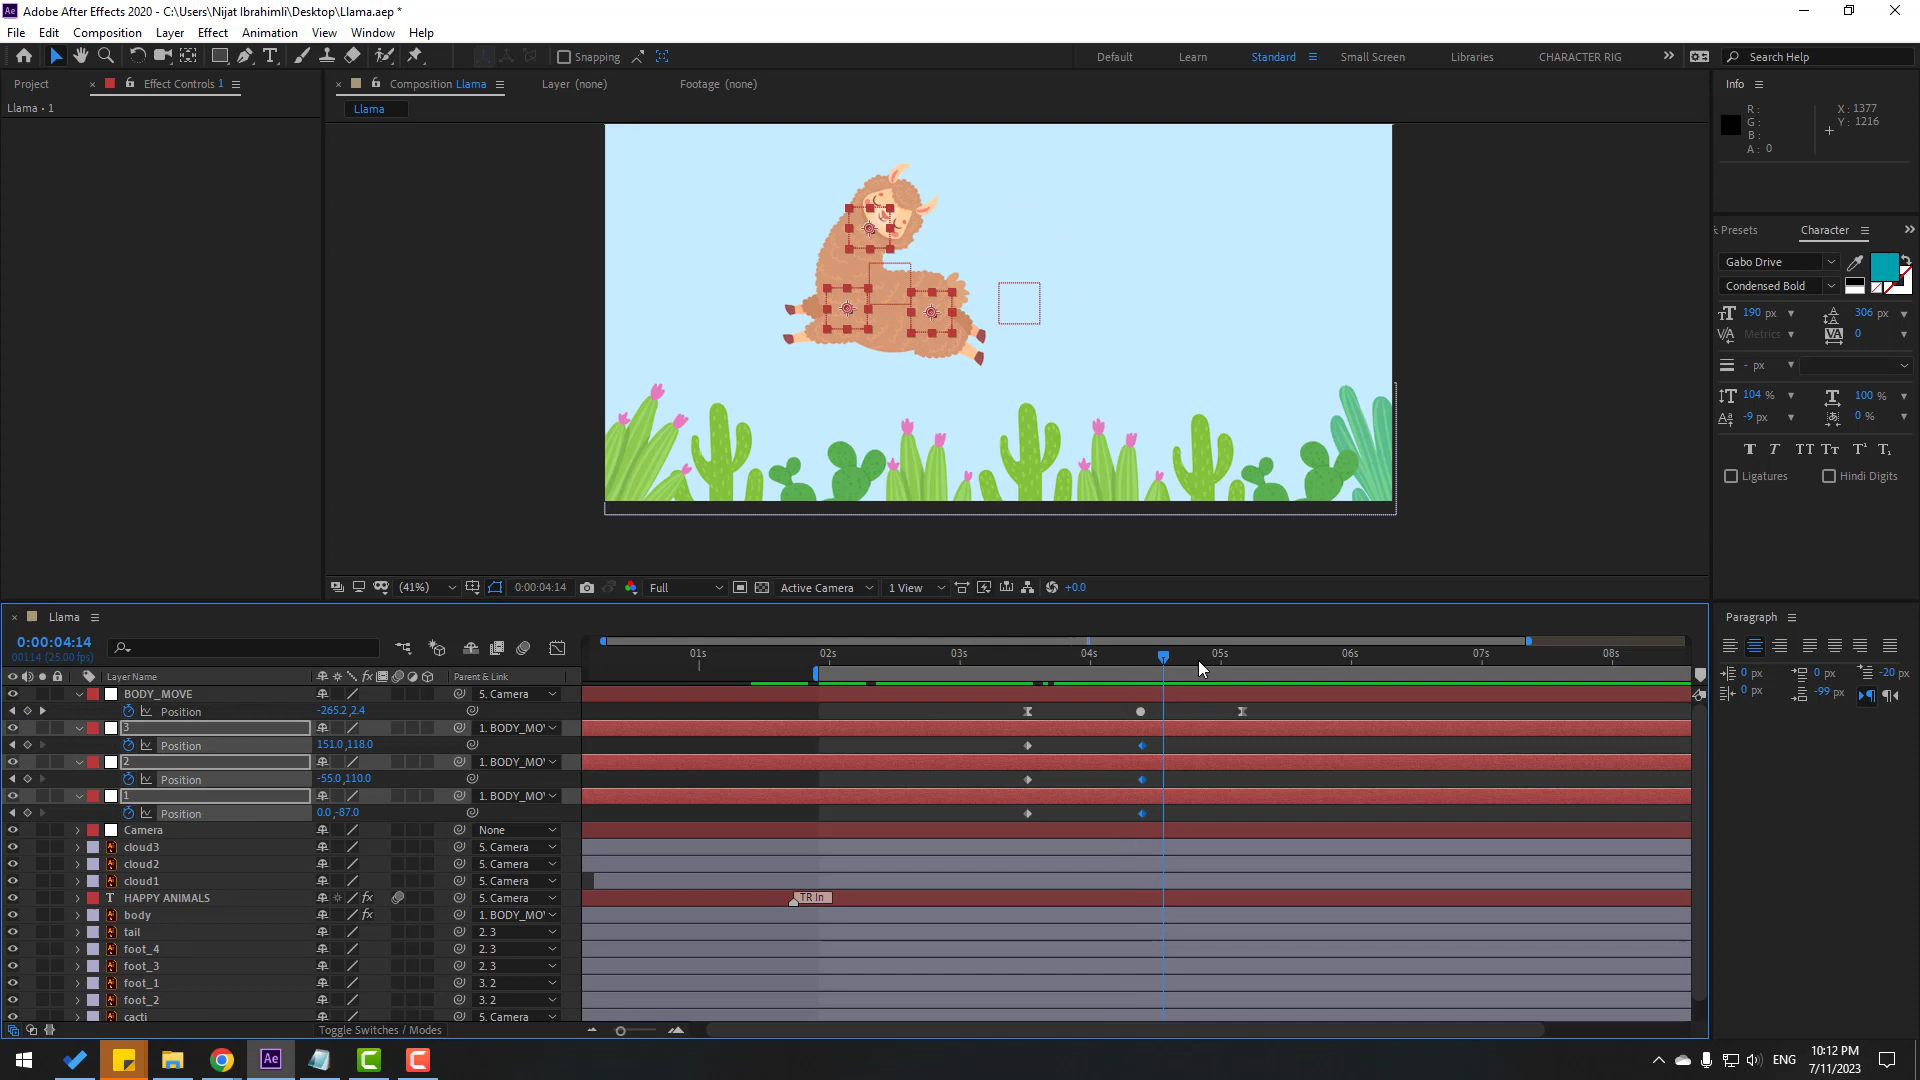 Ae Adobe After Effects 2020 - C:\Users\Nijat Ibrahimli\Desktop\Llama.aep *
File Edit Composition Layer Effect Animation View Window Help
Snapping Default Learn Standard Small Screen Libraries CHARACTER RIG Search Help
Project Effect Controls 1 Composition Llama Layer (none) Footage (none) Info
Llama • 1
Llama
R :
G :
B :
A : 0
X : 1377
Y : 1216
Presets Character
Gabo Drive
Condensed Bold
190 px 306 px
Metrics 0
- px
104 % 100 %
-9 px 0 %
Ligatures Hindi Digits
(41%) 0:00:04:14 Full Active Camera 1 View +0.0
Llama
Paragraph
0 px 0 px -20 px
0 px -99 px
0:00:04:14
00114 (25.00 fps)
01s 02s 03s 04s 05s 06s 07s 08s
Layer Name Parent & Link
BODY_MOVE 5. Camera
Position -265.2,2.4
3 1. BODY_MO
Position 151.0,118.0
2 1. BODY_MO
Position -55.0,110.0
1 1. BODY_MO
Position 0.0,-87.0
Camera None
cloud3 5. Camera
cloud2 5. Camera
cloud1 5. Camera
T HAPPY ANIMALS fx 5. Camera TR In
body fx 1. BODY_MO
tail 2. 3
foot_4 2. 3
foot_3 2. 3
foot_1 3. 2
foot_2 3. 2
cacti 5. Camera
Toggle Switches / Modes
Ae ENG 10:12 PM
7/11/2023